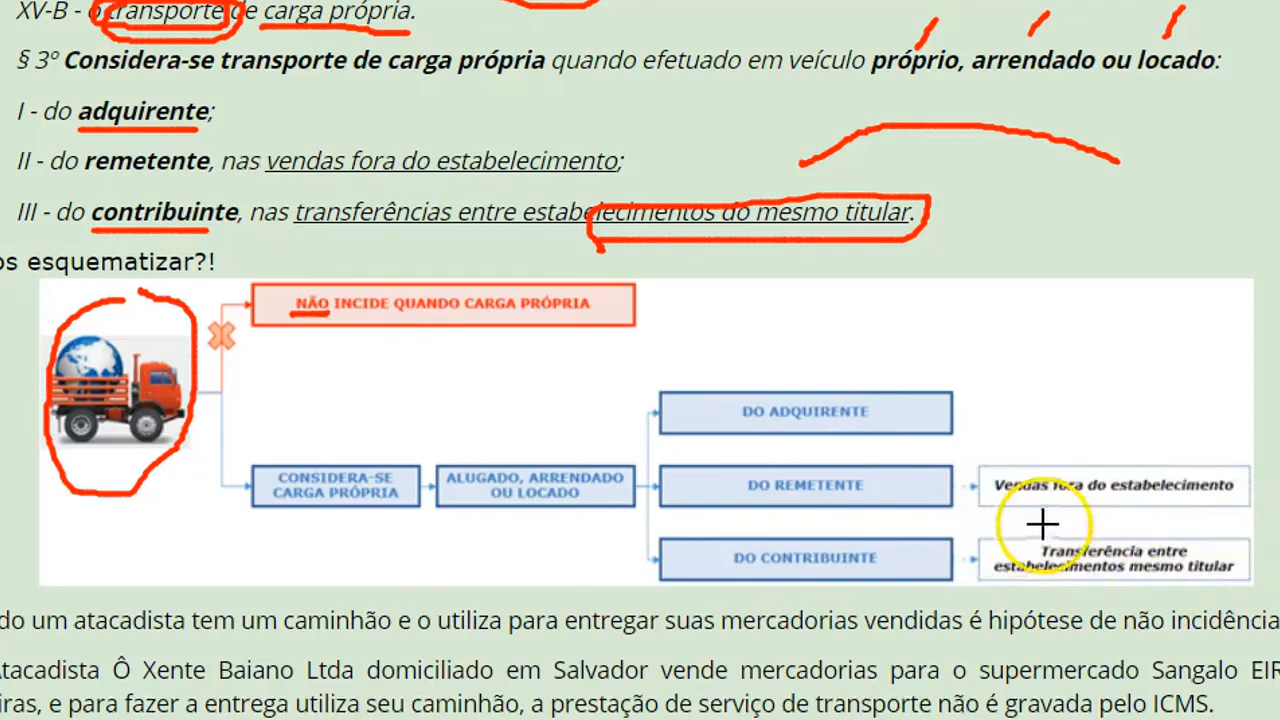 XV-B - o transporte de carga própria.
§ 3º Considera-se transporte de carga própria quando efetuado em veículo próprio, arrendado ou locado:
I - do adquirente;
II - do remetente, nas vendas fora do estabelecimento;
III - do contribuinte, nas transferências entre estabelecimentos do mesmo titular.
os esquematizar?!
NÃO INCIDE QUANDO CARGA PRÓPRIA
DO ADQUIRENTE
CONSIDERA-SE
CARGA PRÓPRIA
ALUGADO, ARRENDADO
OU LOCADO
DO REMETENTE
Vendas fora do estabelecimento
DO CONTRIBUINTE
Transferência entre
estabelecimentos mesmo titular
do um atacadista tem um caminhão e o utiliza para entregar suas mercadorias vendidas é hipótese de não incidência
Atacadista Ô Xente Baiano Ltda domiciliado em Salvador vende mercadorias para o supermercado Sangalo EIR
iras, e para fazer a entrega utiliza seu caminhão, a prestação de serviço de transporte não é gravada pelo ICMS.